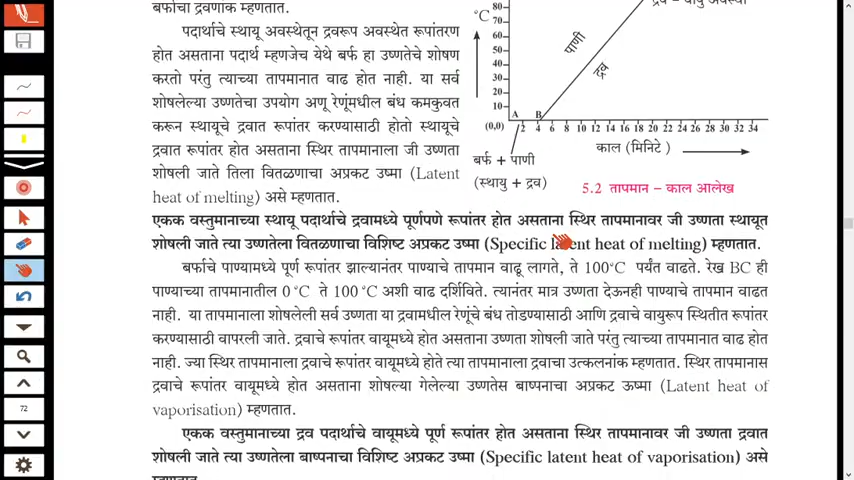 बर्फाचा द्रवणांक म्हणतात.
पदार्थाचे स्थायू अवस्थेतून द्रवरूप अवस्थेत रूपांतरण
होत असताना पदार्थ म्हणजेच येथे बर्फ हा उष्णतेचे शोषण
करतो परंतु त्याच्या तापमानात वाढ होत नाही. या सर्व
शोषलेल्या उष्णतेचा उपयोग अणू रेणूंमधील बंध कमकुवत
करून स्थायूचे द्रवात रूपांतर करण्यासाठी होतो स्थायूचे
द्रवात रूपांतर होत असताना स्थिर तापमानाला जी उष्णता
शोषली जाते तिला वितळणाचा अप्रकट उष्मा (Latent
heat of melting) असे म्हणतात.
°C
80
70
60
50
40
30
20
10
पाणी
द्रव
द्रव – वायु अवस्था
A B
(0,0) 2 4 6 8 10 12 14 16 18 20 22 24 26 28 30 32 34
काल (मिनिटे )
बर्फ + पाणी
(स्थायु + द्रव)
5.2 तापमान – काल आलेख
एकक वस्तुमानाच्या स्थायू पदार्थाचे द्रवामध्ये पूर्णपणे रूपांतर होत असताना स्थिर तापमानावर जी उष्णता स्थायूत
शोषली जाते त्या उष्णतेला वितळणाचा विशिष्ट अप्रकट उष्मा (Specific latent heat of melting) म्हणतात.
बर्फाचे पाण्यामध्ये पूर्ण रूपांतर झाल्यानंतर पाण्याचे तापमान वाढू लागते, ते 100°C पर्यंत वाढते. रेख BC ही
पाण्याच्या तापमानातील 0°C ते 100°C अशी वाढ दर्शविते. त्यानंतर मात्र उष्णता देऊनही पाण्याचे तापमान वाढत
नाही. या तापमानाला शोषलेली सर्व उष्णता या द्रवामधील रेणूंचे बंध तोडण्यासाठी आणि द्रवाचे वायुरूप स्थितीत रूपांतर
करण्यासाठी वापरली जाते. द्रवाचे रूपांतर वायूमध्ये होत असताना उष्णता शोषली जाते परंतु त्याच्या तापमानात वाढ होत
नाही. ज्या स्थिर तापमानाला द्रवाचे रूपांतर वायूमध्ये होते त्या तापमानाला द्रवाचा उत्कलनांक म्हणतात. स्थिर तापमानास
द्रवाचे रूपांतर वायूमध्ये होत असताना शोषल्या गेलेल्या उष्णतेस बाष्पनाचा अप्रकट ऊष्मा (Latent heat of
vaporisation) म्हणतात.
एकक वस्तुमानाच्या द्रव पदार्थाचे वायूमध्ये पूर्ण रूपांतर होत असताना स्थिर तापमानावर जी उष्णता द्रवात
शोषली जाते त्या उष्णतेला बाष्पनाचा विशिष्ट अप्रकट उष्मा (Specific latent heat of vaporisation) असे
म्हणतात.
72